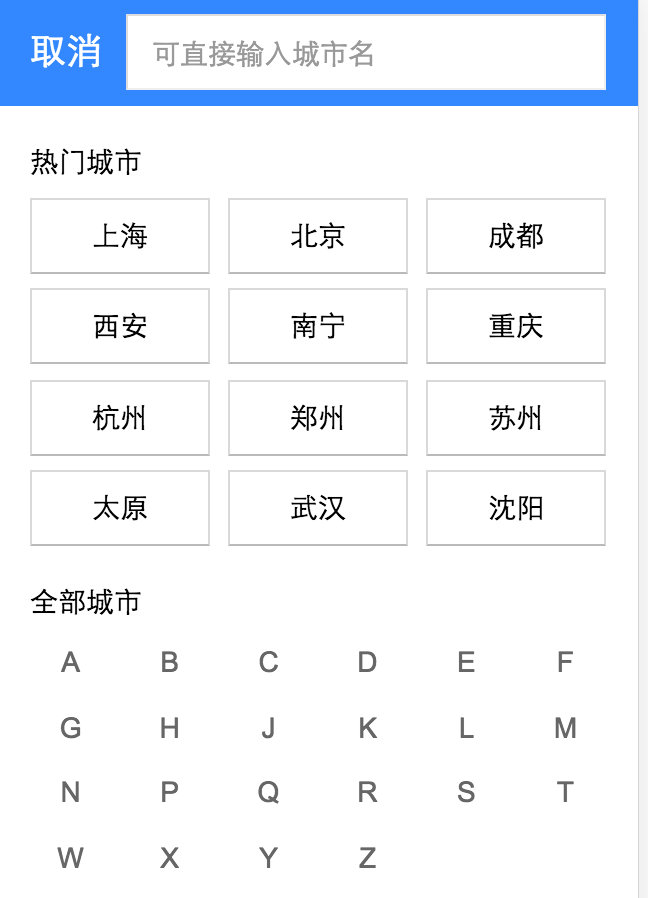 取消 可直接输入城市名
热门城市
上海 北京 成都
西安 南宁 重庆
杭州 郑州 苏州
太原 武汉 沈阳
全部城市
A B C D E F
G H J K L M
N P Q R S T
W X Y Z